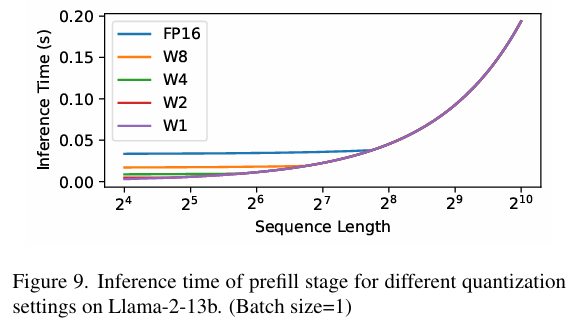 0.20
0.15
0.10
0.05
0.00
Inference Time (s)
FP16
W8
W4
W2
W1
2^4 2^5 2^6 2^7 2^8 2^9 2^10
Sequence Length
Figure 9. Inference time of prefill stage for different quantization
settings on Llama-2-13b. (Batch size=1)